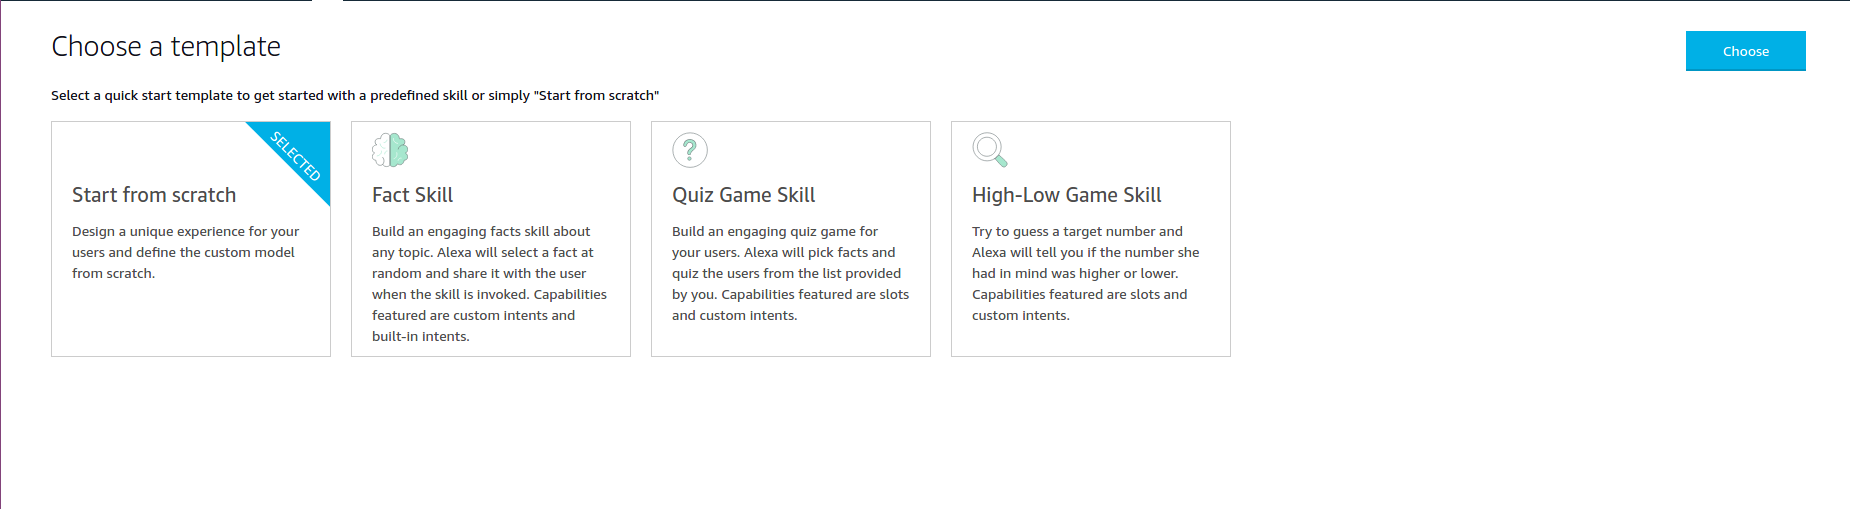 Choose a template
Choose
Select a quick start template to get started with a predefined skill or simply "Start from scratch"
SELECTED
Start from scratch
Design a unique experience for your
users and define the custom model
from scratch.
Fact Skill
Build an engaging facts skill about
any topic. Alexa will select a fact at
random and share it with the user
when the skill is invoked. Capabilities
featured are custom intents and
built-in intents.
?
Quiz Game Skill
Build an engaging quiz game for
your users. Alexa will pick facts and
quiz the users from the list provided
by you. Capabilities featured are slots
and custom intents.
High-Low Game Skill
Try to guess a target number and
Alexa will tell you if the number she
had in mind was higher or lower.
Capabilities featured are slots and
custom intents.